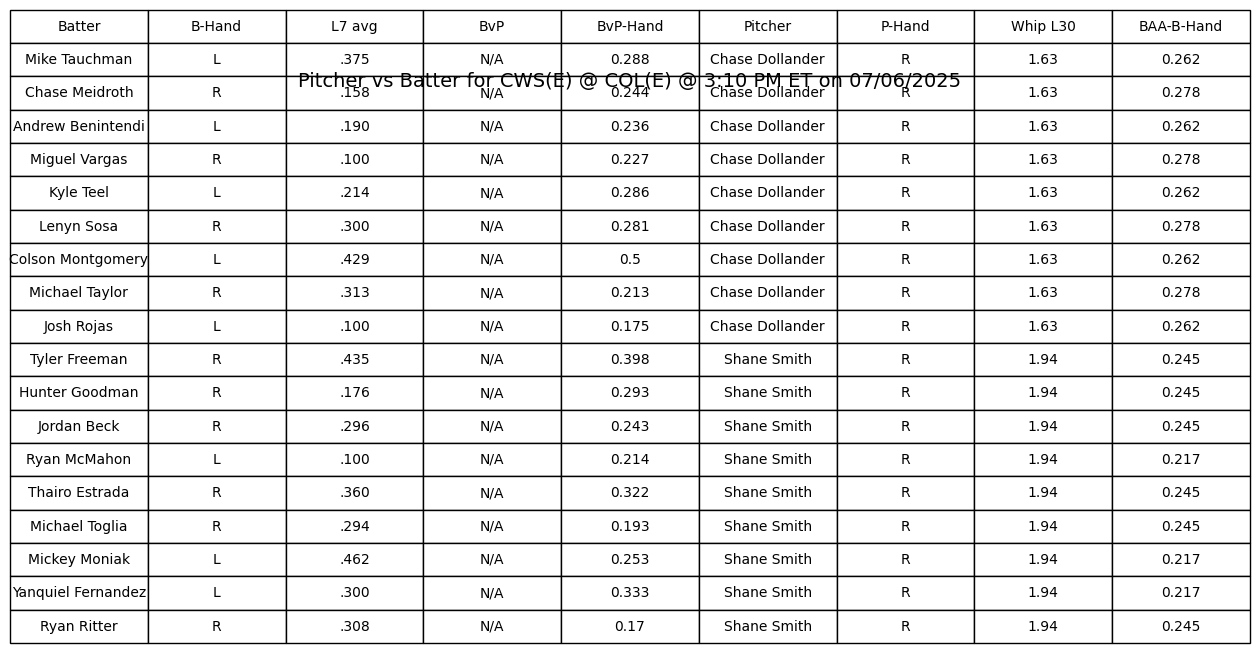 Batter B-Hand L7 avg BvP BvP-Hand Pitcher P-Hand Whip L30 BAA-B-Hand
Mike Tauchman L .375 N/A 0.288 Chase Dollander R 1.63 0.262
Pitcher vs Batter for CWS(E) @ COL(E) @ 3:10 PM ET on 07/06/2025
Chase Meidroth R .158 N/A 0.244 Chase Dollander R 1.63 0.278
Andrew Benintendi L .190 N/A 0.236 Chase Dollander R 1.63 0.262
Miguel Vargas R .100 N/A 0.227 Chase Dollander R 1.63 0.278
Kyle Teel L .214 N/A 0.286 Chase Dollander R 1.63 0.262
Lenyn Sosa R .300 N/A 0.281 Chase Dollander R 1.63 0.278
Colson Montgomery L .429 N/A 0.5 Chase Dollander R 1.63 0.262
Michael Taylor R .313 N/A 0.213 Chase Dollander R 1.63 0.278
Josh Rojas L .100 N/A 0.175 Chase Dollander R 1.63 0.262
Tyler Freeman R .435 N/A 0.398 Shane Smith R 1.94 0.245
Hunter Goodman R .176 N/A 0.293 Shane Smith R 1.94 0.245
Jordan Beck R .296 N/A 0.243 Shane Smith R 1.94 0.245
Ryan McMahon L .100 N/A 0.214 Shane Smith R 1.94 0.217
Thairo Estrada R .360 N/A 0.322 Shane Smith R 1.94 0.245
Michael Toglia R .294 N/A 0.193 Shane Smith R 1.94 0.245
Mickey Moniak L .462 N/A 0.253 Shane Smith R 1.94 0.217
Yanquiel Fernandez L .300 N/A 0.333 Shane Smith R 1.94 0.217
Ryan Ritter R .308 N/A 0.17 Shane Smith R 1.94 0.245